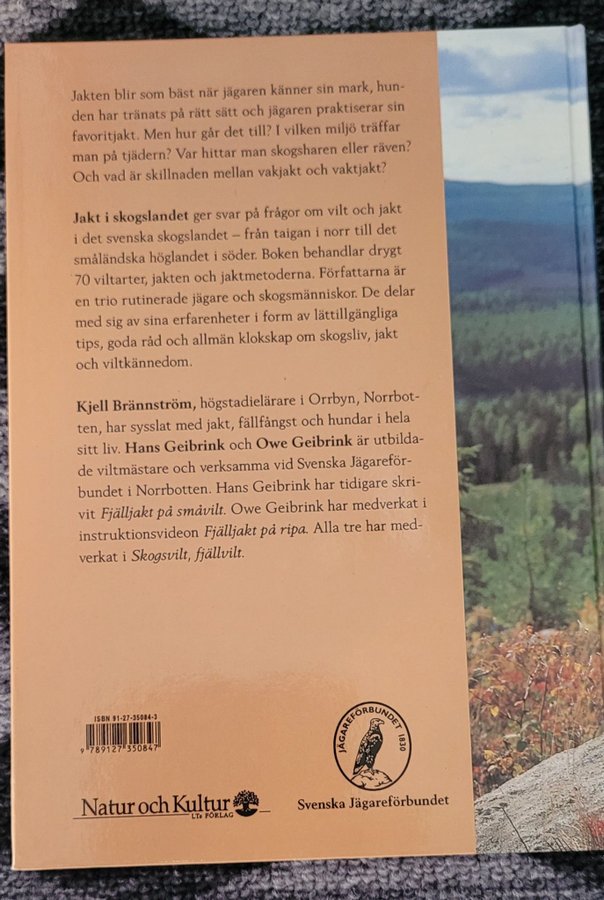 Jakten blir som bäst när jägaren känner sin mark, hun-
den har tränats på rätt sätt och jägaren praktiserar sin
favoritjakt. Men hur går det till? I vilken miljö träffar
man på tjädern? Var hittar man skogsharen eller räven?
Och vad är skillnaden mellan vakjakt och vaktjakt?
Jakt i skogslandet ger svar på frågor om vilt och jakt
i det svenska skogslandet – från taigan i norr till det
småländska höglandet i söder. Boken behandlar drygt
70 viltarter, jakten och jaktmetoderna. Författarna är
en trio rutinerade jägare och skogsmänniskor. De delar
med sig av sina erfarenheter i form av lättillgängliga
tips, goda råd och allmän klokskap om skogsliv, jakt
och viltkännedom.
Kjell Brännström, högstadielärare i Orrbyn, Norrbot-
ten, har sysslat med jakt, fällfångst och hundar i hela
sitt liv. Hans Geibrink och Owe Geibrink är utbilda-
de viltmästare och verksamma vid Svenska Jägareför-
bundet i Norrbotten. Hans Geibrink har tidigare skri-
vit Fjälljakt på småvilt. Owe Geibrink har medverkat i
instruktionsvideon Fjälljakt på ripa. Alla tre har med-
verkat i Skogsvilt, fjällvilt.
ISBN 91-27-35084-3
9 789127 350847
Natur och Kultur
LTs FÖRLAG
JÄGAREFÖRBUNDET 1830
Svenska Jägareförbundet